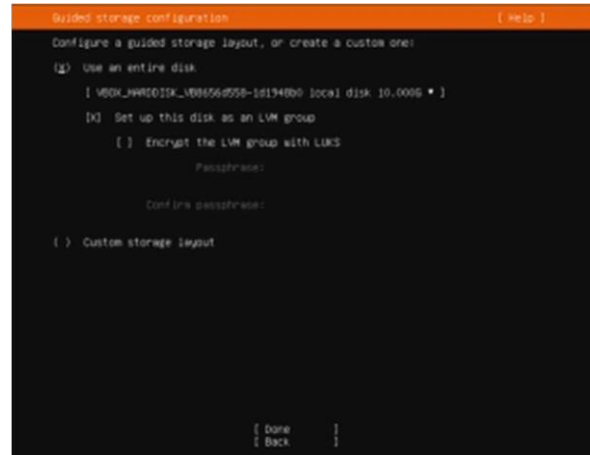 Guided storage configuration [ Help ]
Configure a guided storage layout, or create a custom one:
(X) Use an entire disk
[ VBOX_HARDDISK_VB8656d558-1d1948b0 local disk 10.000G ▾ ]
[X] Set up this disk as an LVM group
[ ] Encrypt the LVM group with LUKS
Passphrase:
Confirm passphrase:
( ) Custom storage layout
[ Done ]
[ Back ]